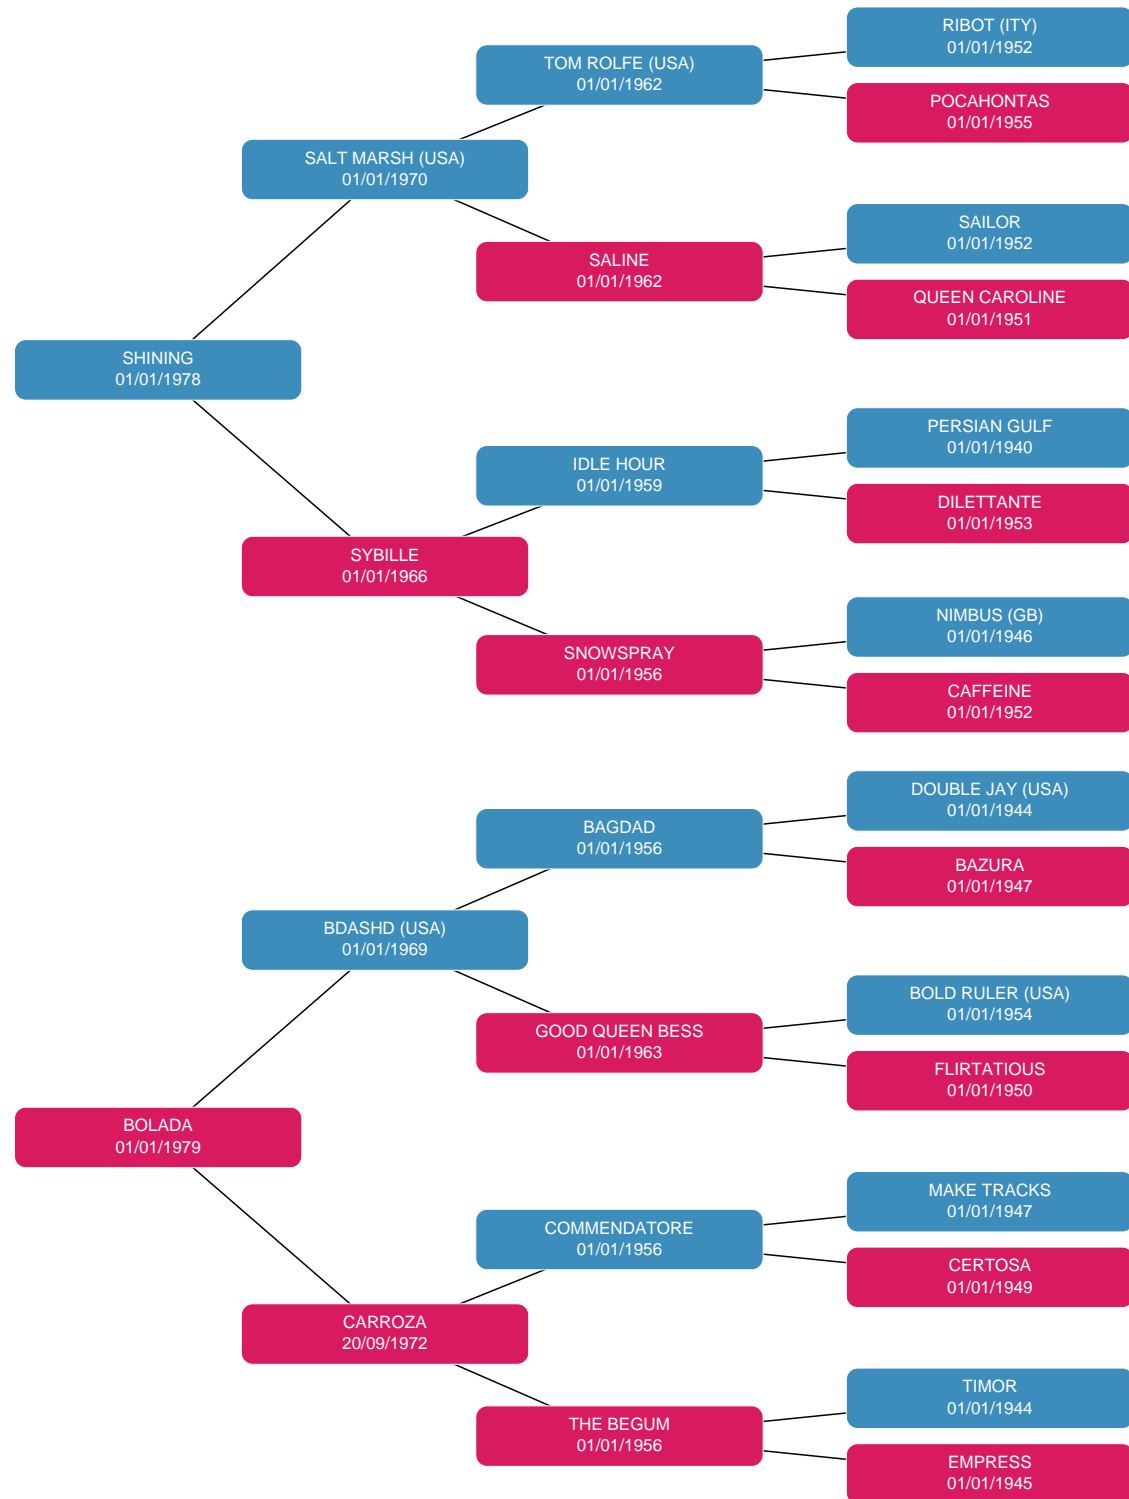 RIBOT (ITY)
01/01/1952
TOM ROLFE (USA)
01/01/1962
POCAHONTAS
01/01/1955
SALT MARSH (USA)
01/01/1970
SAILOR
01/01/1952
SALINE
01/01/1962
QUEEN CAROLINE
01/01/1951
SHINING
01/01/1978
PERSIAN GULF
01/01/1940
IDLE HOUR
01/01/1959
DILETTANTE
01/01/1953
SYBILLE
01/01/1966
NIMBUS (GB)
01/01/1946
SNOWSPRAY
01/01/1956
CAFFEINE
01/01/1952
DOUBLE JAY (USA)
01/01/1944
BAGDAD
01/01/1956
BAZURA
01/01/1947
BDASHD (USA)
01/01/1969
BOLD RULER (USA)
01/01/1954
GOOD QUEEN BESS
01/01/1963
FLIRTATIOUS
01/01/1950
BOLADA
01/01/1979
MAKE TRACKS
01/01/1947
COMMENDATORE
01/01/1956
CERTOSA
01/01/1949
CARROZA
20/09/1972
TIMOR
01/01/1944
THE BEGUM
01/01/1956
EMPRESS
01/01/1945